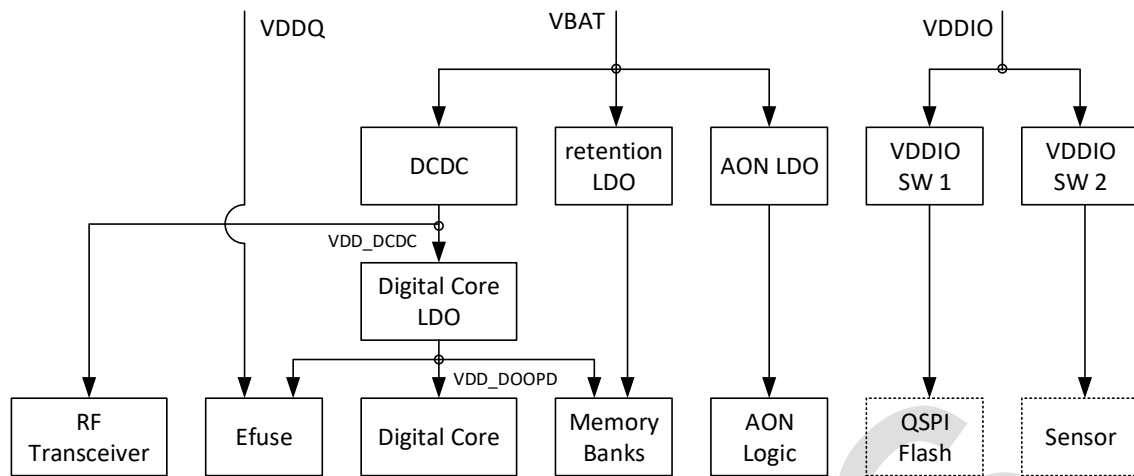 VDDQ
VBAT
VDDIO
DCDC
retention
LDO
AON LDO
VDDIO
SW 1
VDDIO
SW 2
VDD_DCDC
Digital Core
LDO
VDD_DOOPD
RF
Transceiver
Efuse
Digital Core
Memory
Banks
AON
Logic
QSPI
Flash
Sensor